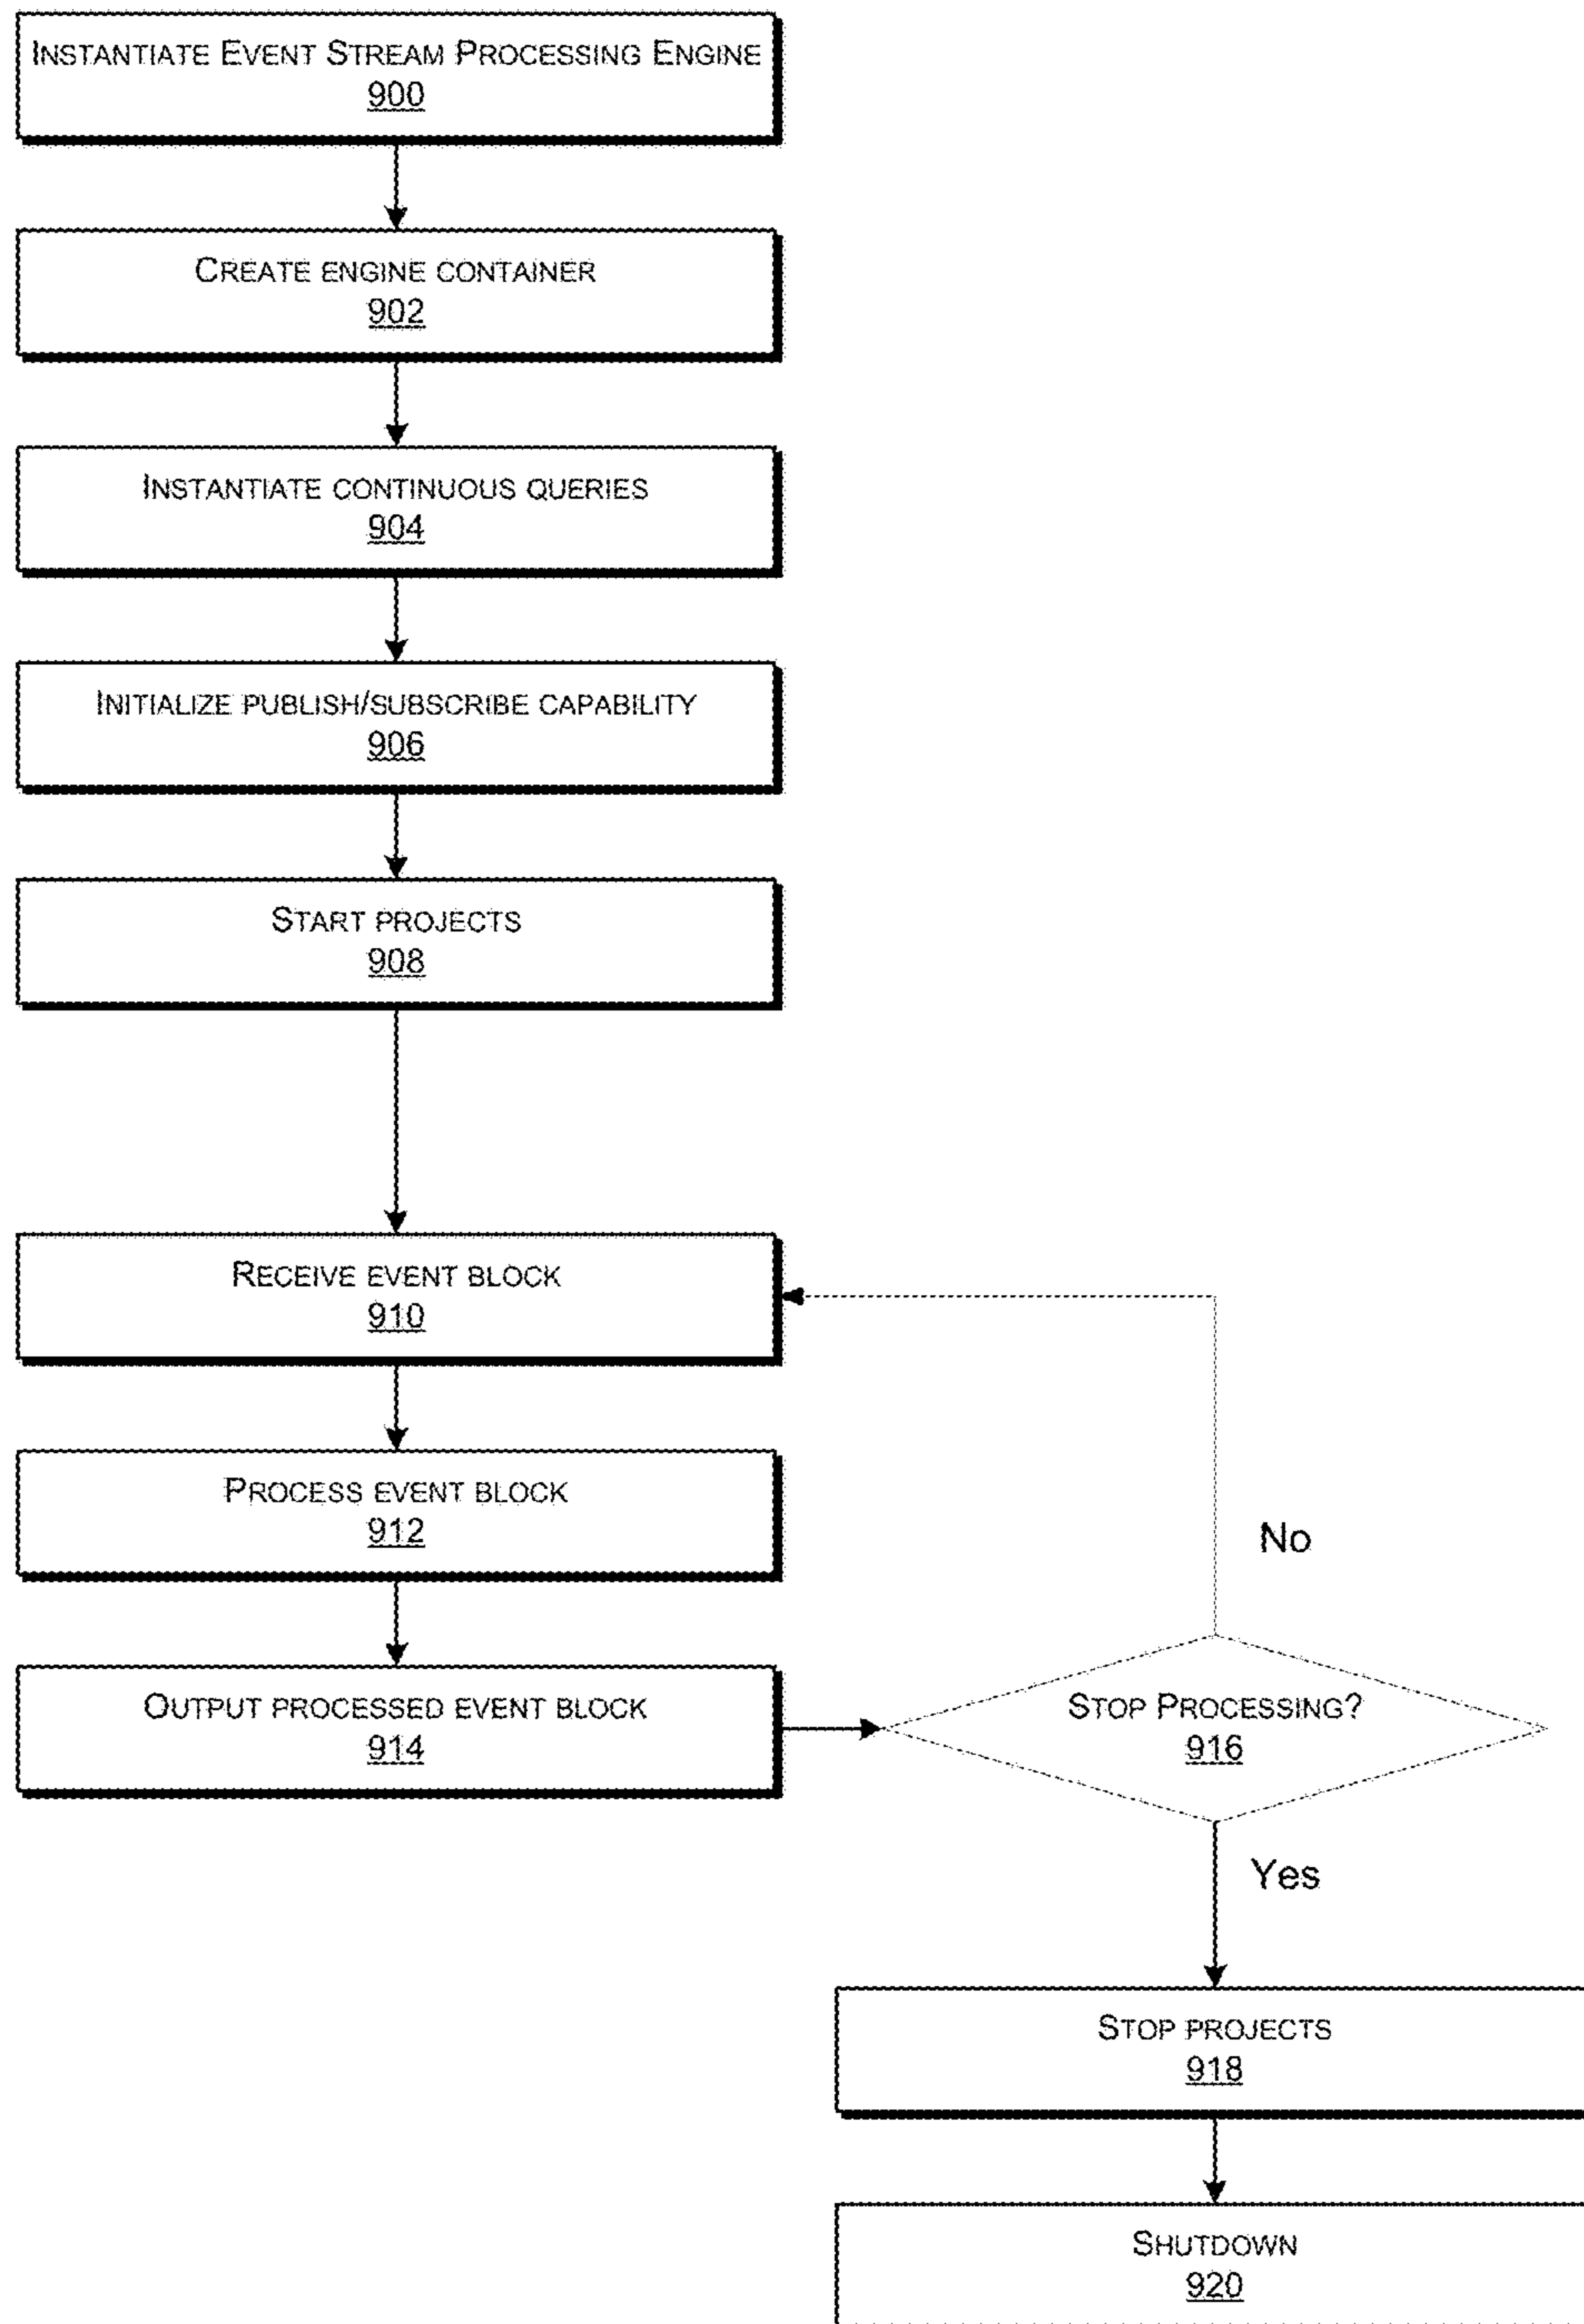 INSTANTIATE EVENT STREAM PROCESSING ENGINE
900
CREATE ENGINE CONTAINER
902
INSTANTIATE CONTINUOUS QUERIES
904
INITIALIZE PUBLISH/SUBSCRIBE CAPABILITY
906
START PROJECTS
908
RECEIVE EVENT BLOCK
910
PROCESS EVENT BLOCK
912
No
OUTPUT PROCESSED EVENT BLOCK
914
STOP PROCESSING?
916
Yes
STOP PROJECTS
918
SHUTDOWN
920